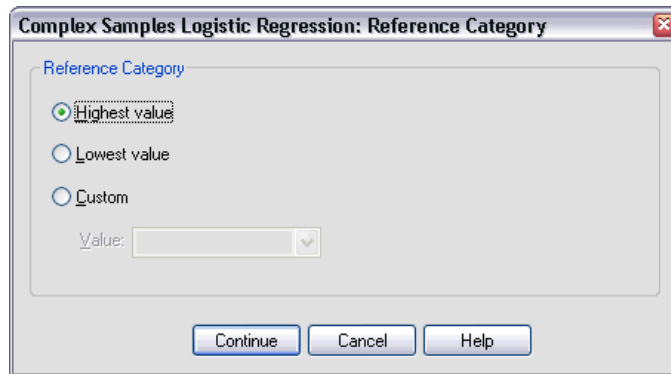 Complex Samples Logistic Regression: Reference Category
Reference Category
Highest value
Lowest value
Custom
Value:
Continue Cancel Help